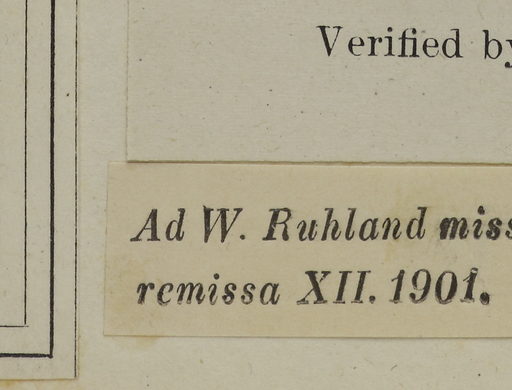 Verified by
Ad W. Ruhland miss
remissa XII. 1901.